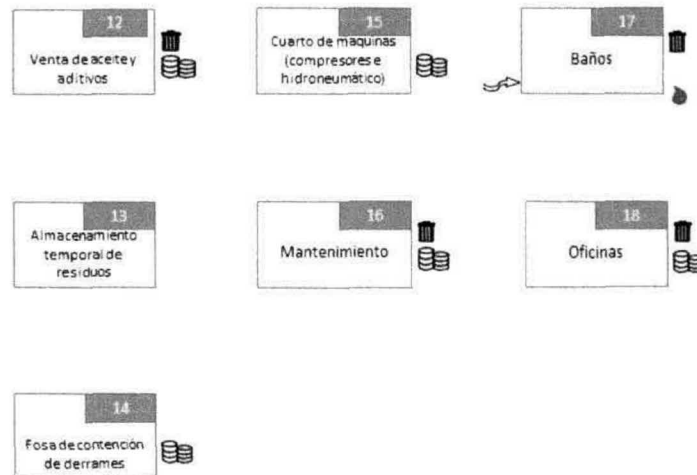 12
Venta de aceite y
aditivos
15
Cuarto de maquinas
(compresores e
hidroneumático)
17
Baños
13
Almacenamiento
temporal de
residuos
16
Mantenimiento
18
Oficinas
14
Fosa de contención
de derrames